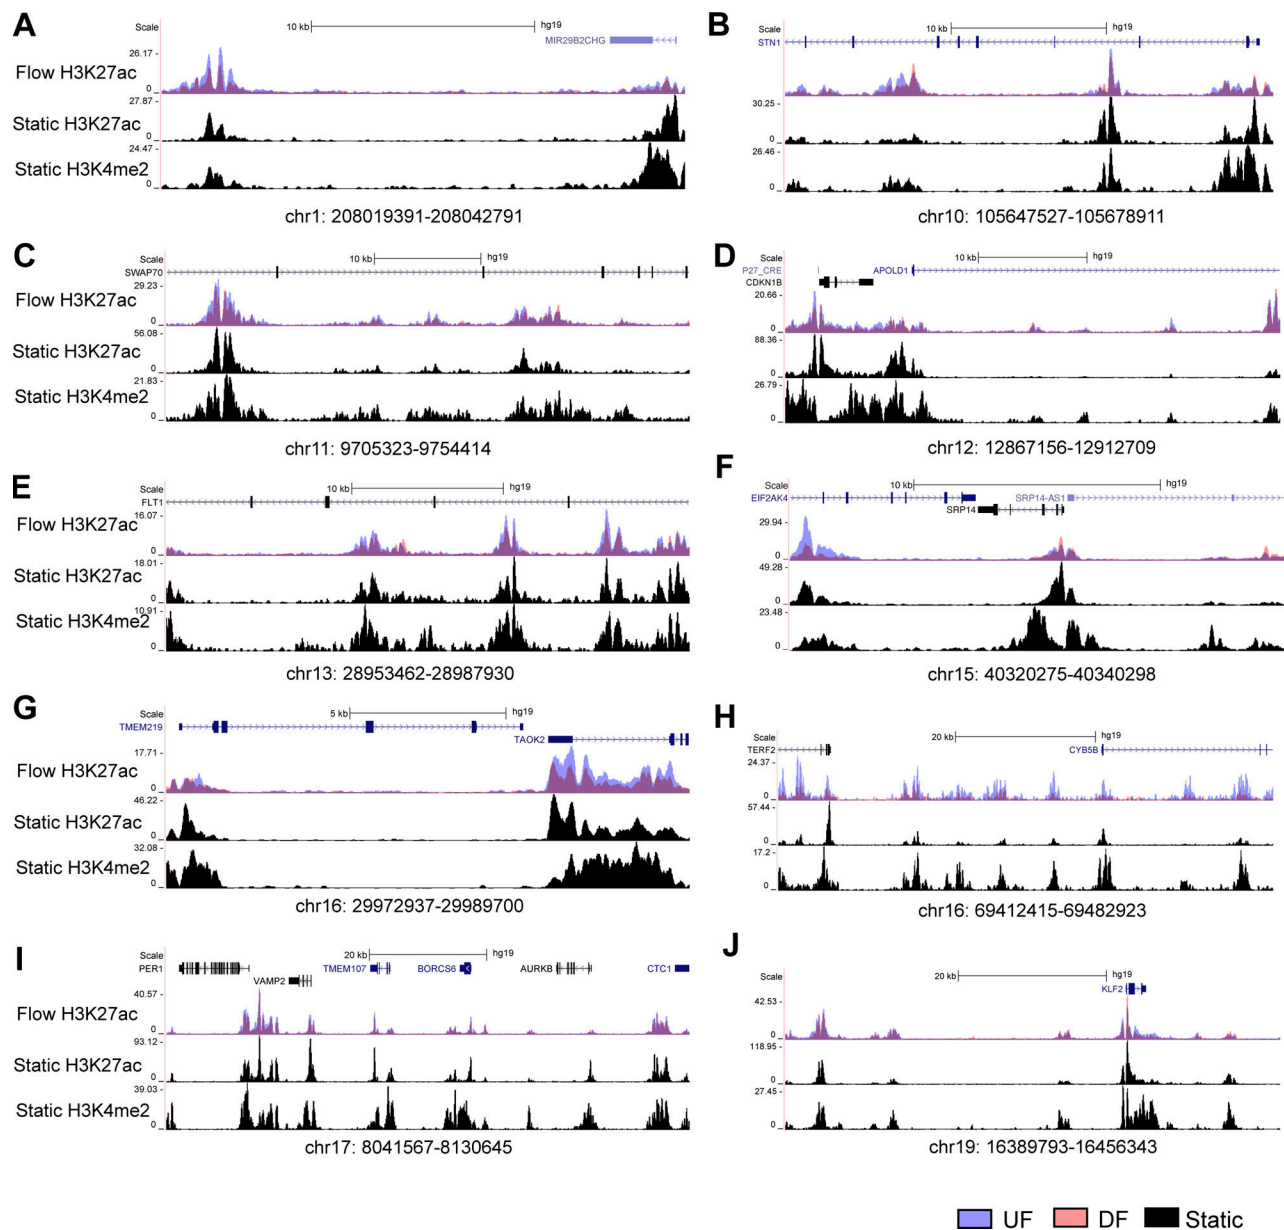 A
Scale
10 kb
hg19
MIR29B2CHG
Flow H3K27ac
26.17 -
0 _
Static H3K27ac
27.87 -
0 _
Static H3K4me2
24.47 -
0 _
chr1: 208019391-208042791
B
Scale
10 kb
hg19
STN1
0 _
30.25 -
0 _
26.46 -
0 _
chr10: 105647527-105678911
C
Scale
10 kb
hg19
SWAP70
Flow H3K27ac
29.23 -
0 _
Static H3K27ac
56.08 -
0 _
Static H3K4me2
21.83 -
0 _
chr11: 9705323-9754414
D
Scale
10 kb
hg19
P27_CRE
APOLD1
CDKN1B
20.66 -
0 _
88.36 -
0 _
26.79 -
0 _
chr12: 12867156-12912709
E
Scale
10 kb
hg19
FLT1
Flow H3K27ac
16.07 -
0 _
Static H3K27ac
18.01 -
0 _
Static H3K4me2
10.91 -
0 _
chr13: 28953462-28987930
F
Scale
10 kb
hg19
EIF2AK4
SRP14-AS1
SRP14
29.94 -
0 _
49.28 -
0 _
23.48 -
0 _
chr15: 40320275-40340298
G
Scale
5 kb
hg19
TMEM219
TAOK2
Flow H3K27ac
17.71 -
0 _
Static H3K27ac
46.22 -
0 _
Static H3K4me2
32.08 -
0 _
chr16: 29972937-29989700
H
Scale
20 kb
hg19
TERF2
CYB5B
24.37 -
0 _
57.44 -
0 _
17.2 -
0 _
chr16: 69412415-69482923
I
Scale
20 kb
hg19
PER1
TMEM107
BORCS6
AURKB
CTC1
VAMP2
Flow H3K27ac
40.57 -
0 _
Static H3K27ac
93.12 -
0 _
Static H3K4me2
39.03 -
0 _
chr17: 8041567-8130645
J
Scale
20 kb
hg19
KLF2
42.53 -
0 _
118.95 -
0 _
27.45 -
0 _
chr19: 16389793-16456343
UF DF Static